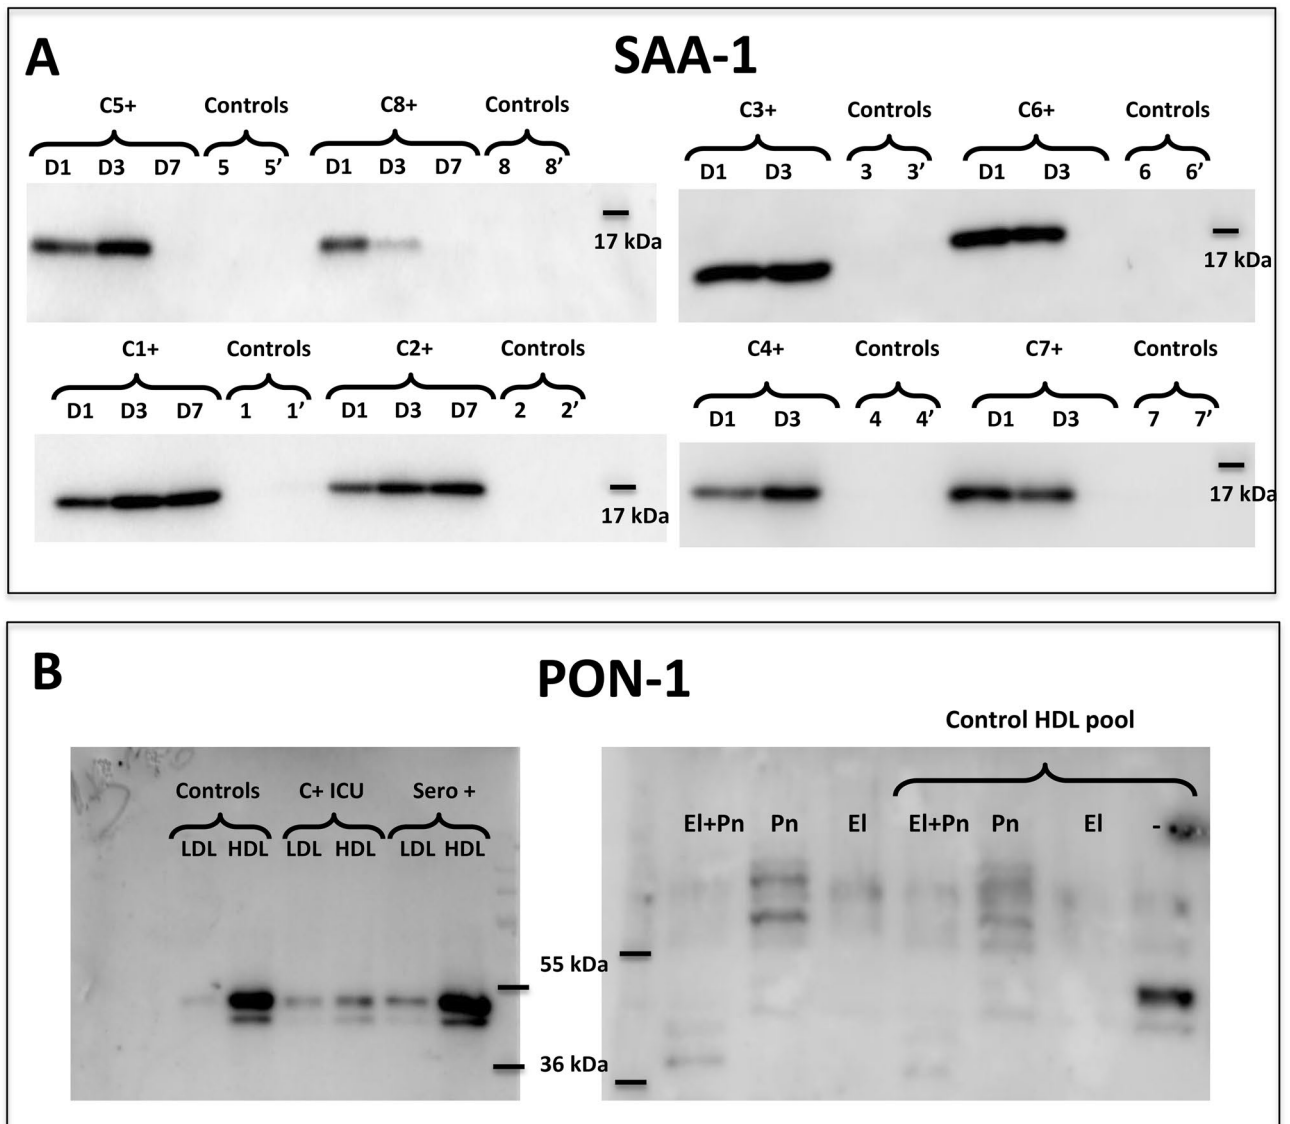 A
SAA-1
C5+ Controls C8+ Controls
D1 D3 D7 5 5’ D1 D3 D7 8 8’
17 kDa
C3+ Controls C6+ Controls
D1 D3 3 3’ D1 D3 6 6’
17 kDa
C1+ Controls C2+ Controls
D1 D3 D7 1 1’ D1 D3 D7 2 2’
17 kDa
C4+ Controls C7+ Controls
D1 D3 4 4’ D1 D3 7 7’
17 kDa
B
PON-1
Controls C+ ICU Sero +
LDL HDL LDL HDL LDL HDL
Control HDL pool
El+Pn Pn El El+Pn Pn El -
55 kDa
36 kDa